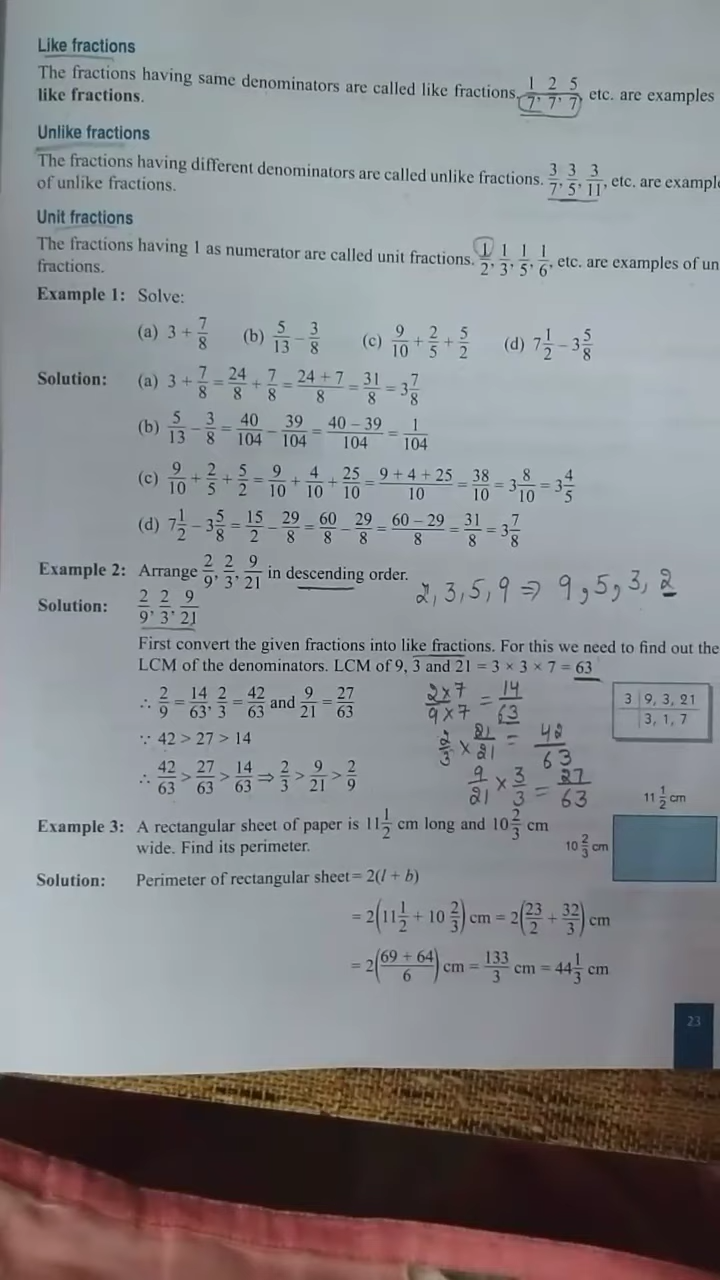 Like fractions
The fractions having same denominators are called like fractions. 1/7, 2/7, 5/7, etc. are examples
like fractions.
Unlike fractions
The fractions having different denominators are called unlike fractions. 3/7, 3/5, 3/11, etc. are example
of unlike fractions.
Unit fractions
The fractions having 1 as numerator are called unit fractions. 1/2, 1/3, 1/5, 1/6, etc. are examples of un
fractions.
Example 1: Solve:
(a) 3 + 7/8 (b) 5/13 − 3/8 (c) 9/10 + 2/5 + 5/2 (d) 7 1/2 − 3 5/8
Solution: (a) 3 + 7/8 = 24/8 + 7/8 = (24 + 7)/8 = 31/8 = 3 7/8
(b) 5/13 − 3/8 = 40/104 − 39/104 = (40 − 39)/104 = 1/104
(c) 9/10 + 2/5 + 5/2 = 9/10 + 4/10 + 25/10 = (9 + 4 + 25)/10 = 38/10 = 3 8/10 = 3 4/5
(d) 7 1/2 − 3 5/8 = 15/2 − 29/8 = 60/8 − 29/8 = (60 − 29)/8 = 31/8 = 3 7/8
Example 2: Arrange 2/9, 2/3, 9/21 in descending order.
2, 3, 5, 9 ⇒ 9, 5, 3, 2
Solution: 2/9, 2/3, 9/21
First convert the given fractions into like fractions. For this we need to find out the
LCM of the denominators. LCM of 9, 3 and 21 = 3 × 3 × 7 = 63
∴ 2/9 = 14/63, 2/3 = 42/63 and 9/21 = 27/63
(2 × 7)/(9 × 7) = 14/63
3 | 9, 3, 21
3, 1, 7
∵ 42 > 27 > 14
2/3 × 21/21 = 42/63
∴ 42/63 > 27/63 > 14/63 ⇒ 2/3 > 9/21 > 2/9
9/21 × 3/3 = 27/63
11 1/2 cm
Example 3: A rectangular sheet of paper is 11 1/2 cm long and 10 2/3 cm
wide. Find its perimeter.
10 2/3 cm
Solution: Perimeter of rectangular sheet = 2(l + b)
= 2(11 1/2 + 10 2/3) cm = 2(23/2 + 32/3) cm
= 2((69 + 64)/6) cm = 133/3 cm = 44 1/3 cm
23